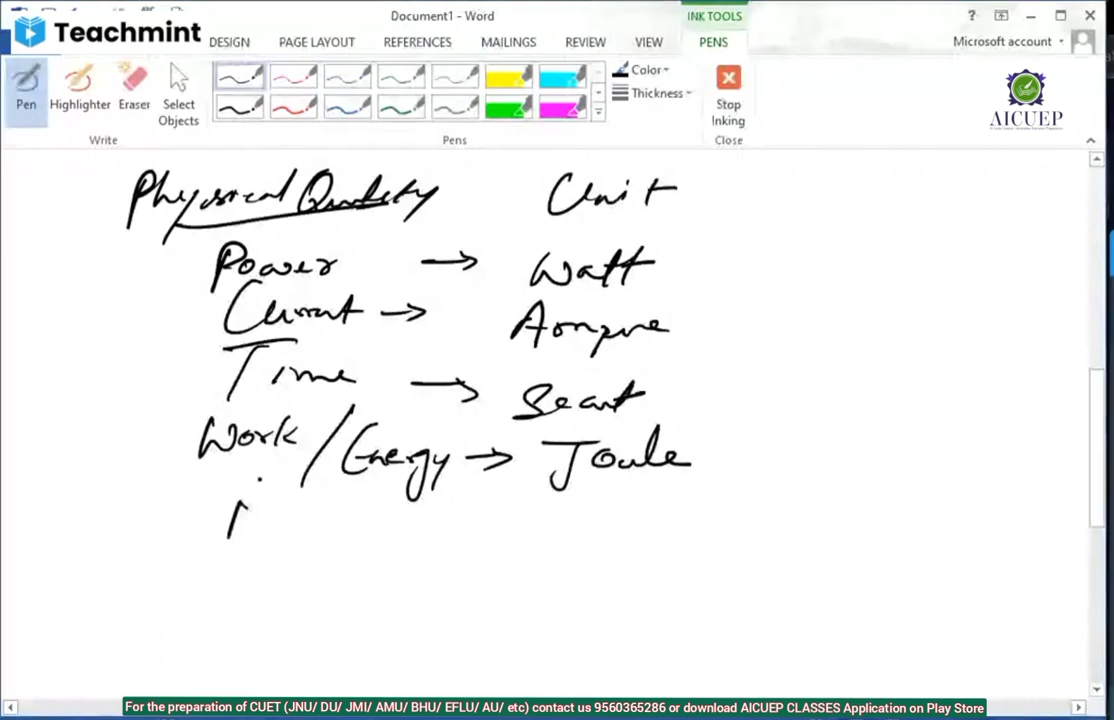 Document1 - Word
INK TOOLS
Teachmint
DESIGN PAGE LAYOUT REFERENCES MAILINGS REVIEW VIEW PENS
Microsoft account
Pen Highlighter Eraser Select Objects
Color
Thickness
Stop Inking
Write Pens Close
AICUEP
Physical Quantity Unit
Power → Watt
Current → Ampere
Time →
Work / Energy → Joule
For the preparation of CUET (JNU/ DU/ JMI/ AMU/ BHU/ EFLU/ AU/ etc) contact us 9560365286 or download AICUEP CLASSES Application on Play Store